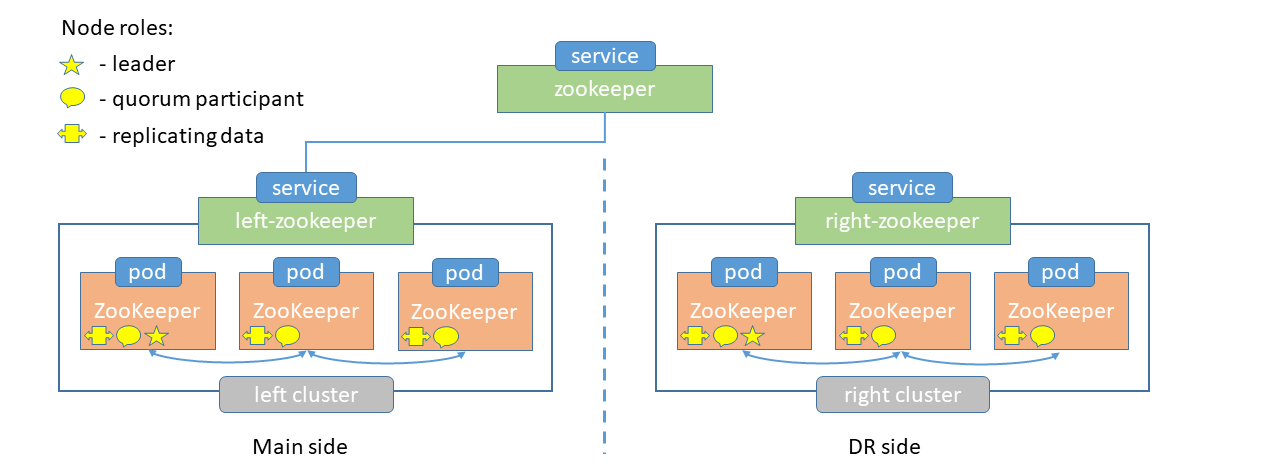 Node roles:
- leader
- quorum participant
- replicating data
service
zookeeper
service
left-zookeeper
pod
ZooKeeper
pod
ZooKeeper
pod
ZooKeeper
left cluster
Main side
service
right-zookeeper
pod
ZooKeeper
pod
ZooKeeper
pod
ZooKeeper
right cluster
DR side